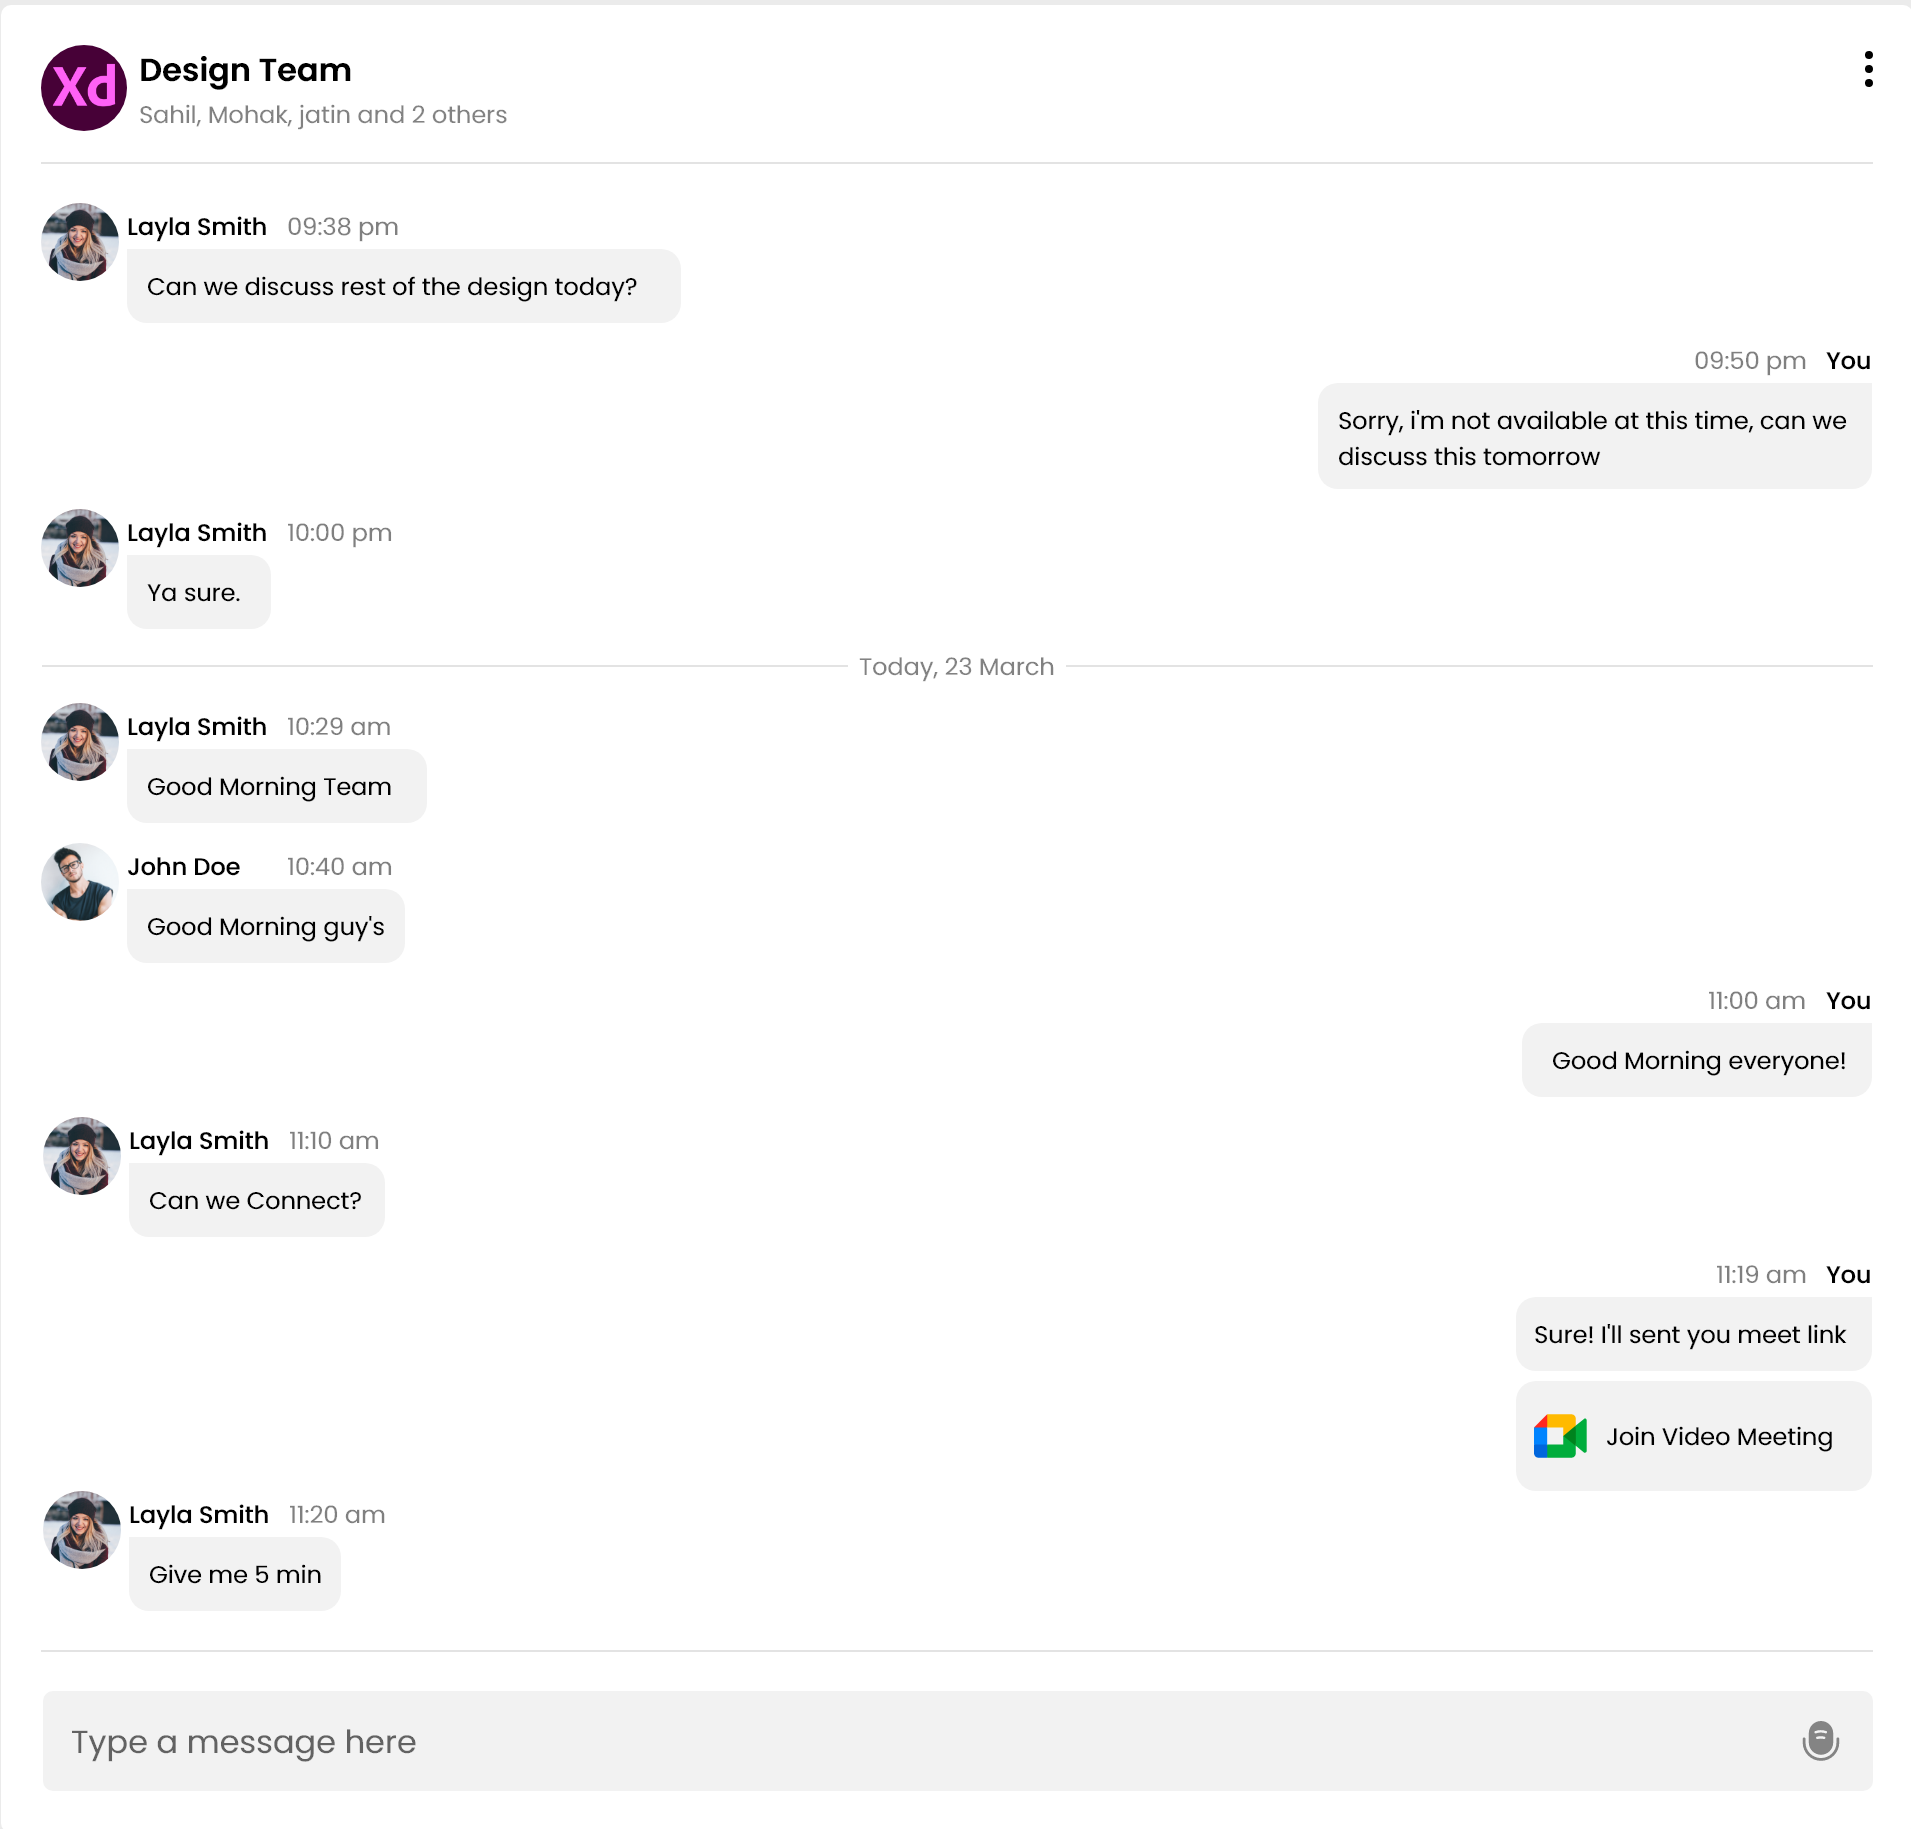 Xd
Design Team
Sahil, Mohak, jatin and 2 others
Layla Smith 09:38 pm
Can we discuss rest of the design today?
09:50 pm You
Sorry, i'm not available at this time, can we
discuss this tomorrow
Layla Smith 10:00 pm
Ya sure.
Today, 23 March
Layla Smith 10:29 am
Good Morning Team
John Doe 10:40 am
Good Morning guy's
11:00 am You
Good Morning everyone!
Layla Smith 11:10 am
Can we Connect?
11:19 am You
Sure! I'll sent you meet link
Join Video Meeting
Layla Smith 11:20 am
Give me 5 min
Type a message here